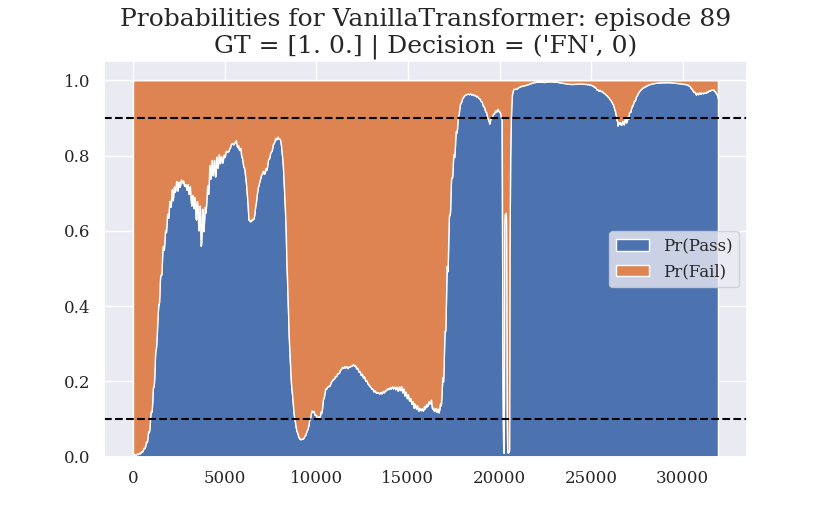 Probabilities for VanillaTransformer: episode 89
GT = [1. 0.] | Decision = ('FN', 0)
1.0
0.8
0.6
0.4
0.2
0.0
Pr(Pass)
Pr(Fail)
0 5000 10000 15000 20000 25000 30000